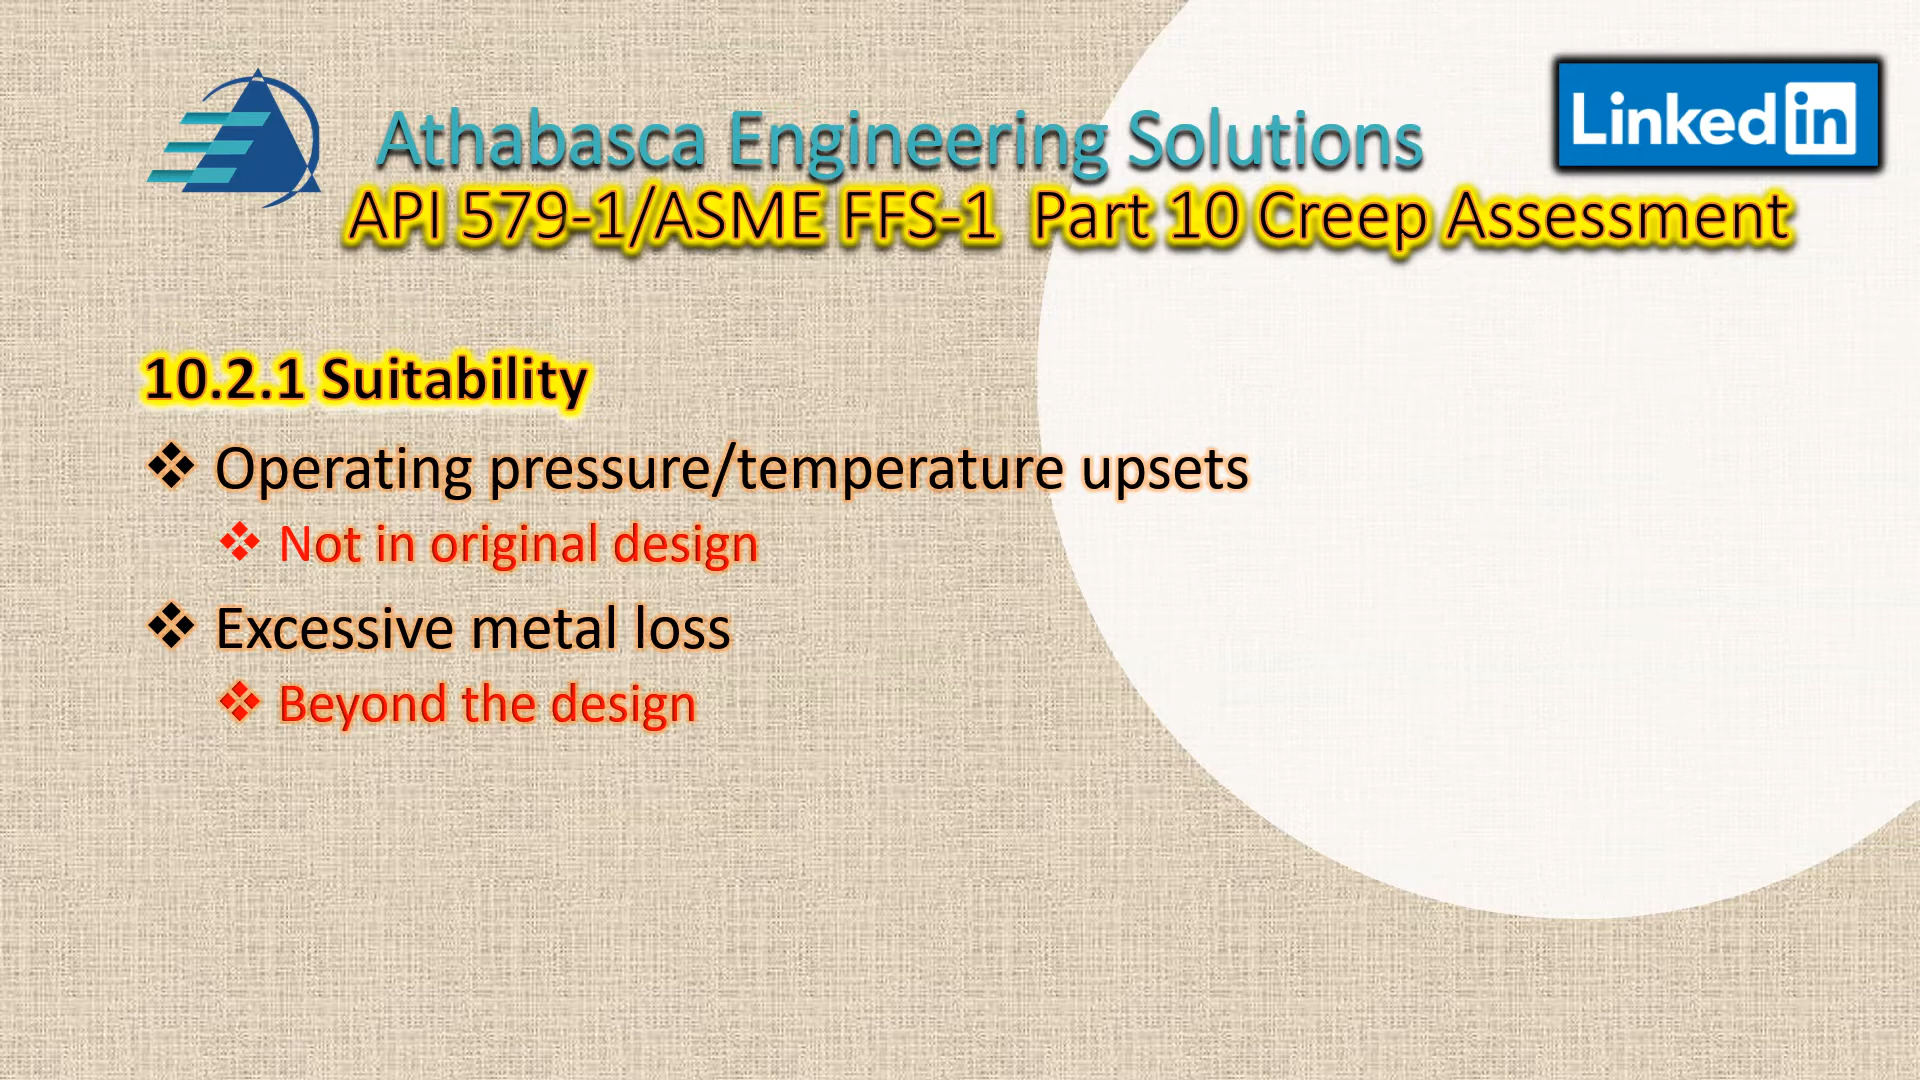 Athabasca Engineering Solutions
LinkedIn
API 579-1/ASME FFS-1 Part 10 Creep Assessment
10.2.1 Suitability
❖ Operating pressure/temperature upsets
❖ Not in original design
❖ Excessive metal loss
❖ Beyond the design